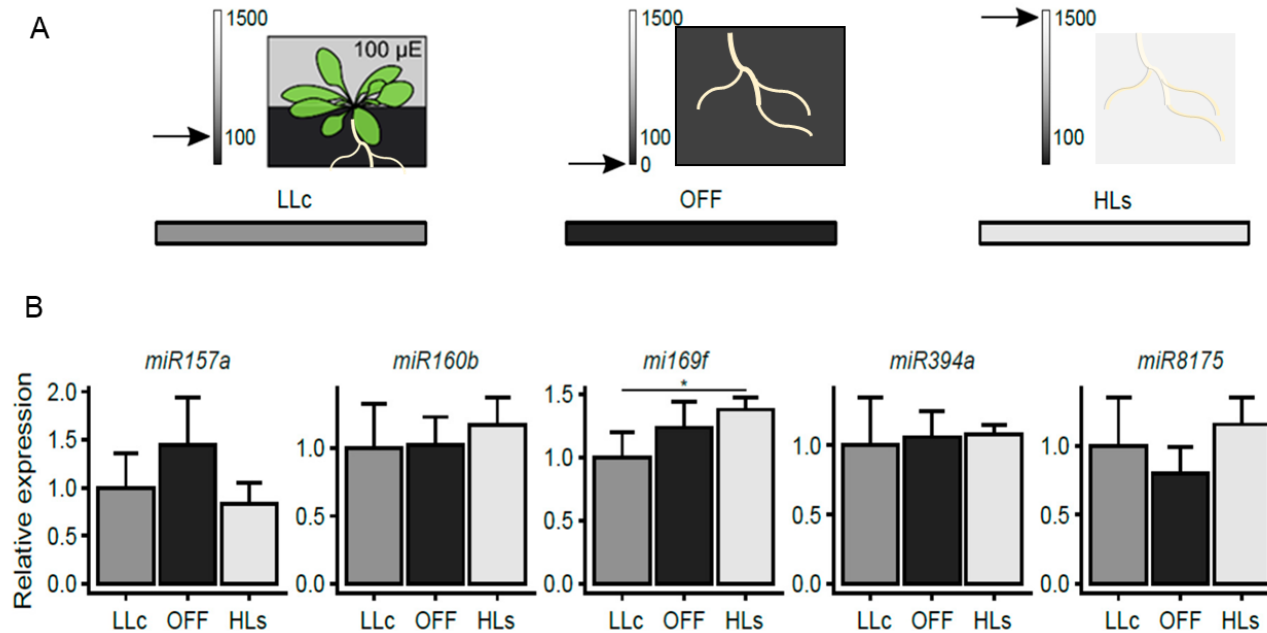 A
1500
100 µE
100
LLc
1500
100
0
OFF
1500
100
HLs
B
Relative expression
miR157a
2.0
1.5
1.0
0.5
0.0
LLc OFF HLs
miR160b
1.0
0.5
0.0
LLc OFF HLs
mi169f
*
1.5
1.0
0.5
0.0
LLc OFF HLs
miR394a
1.0
0.5
0.0
LLc OFF HLs
miR8175
1.0
0.5
0.0
LLc OFF HLs